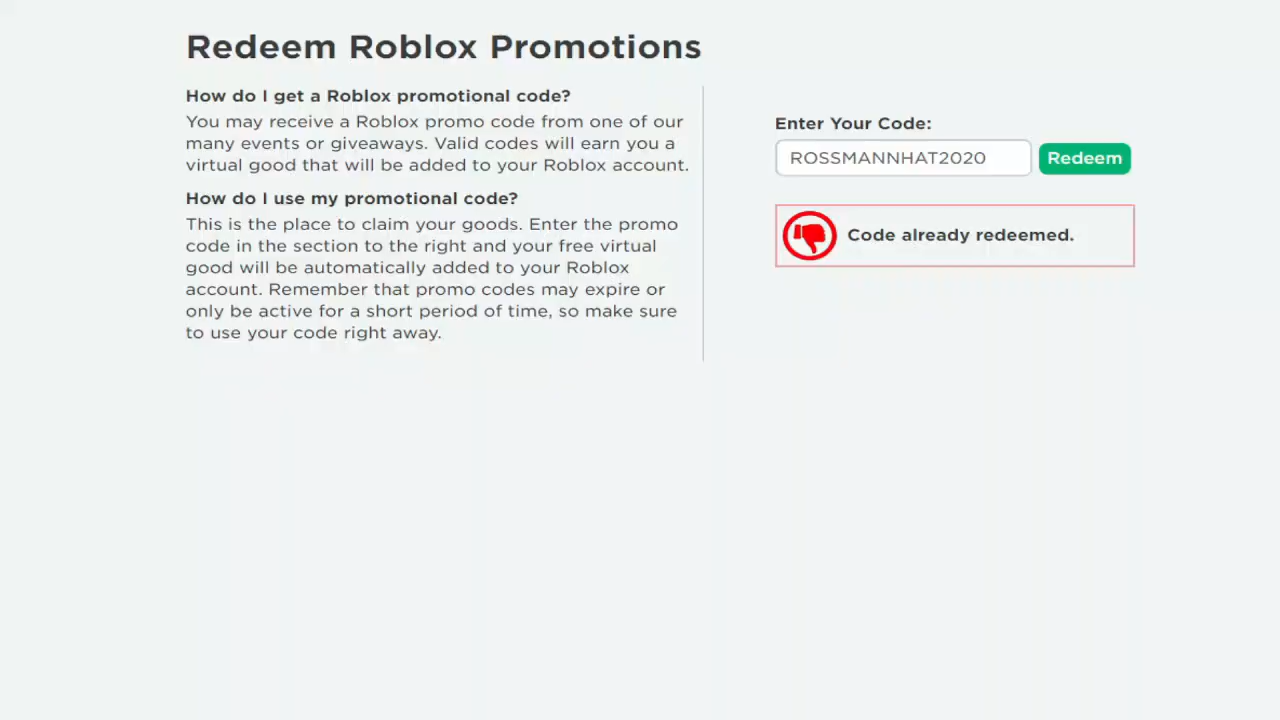 Redeem Roblox Promotions
How do I get a Roblox promotional code?
You may receive a Roblox promo code from one of our
many events or giveaways. Valid codes will earn you a
virtual good that will be added to your Roblox account.
How do I use my promotional code?
This is the place to claim your goods. Enter the promo
code in the section to the right and your free virtual
good will be automatically added to your Roblox
account. Remember that promo codes may expire or
only be active for a short period of time, so make sure
to use your code right away.
Enter Your Code:
ROSSMANNHAT2020
Redeem
Code already redeemed.